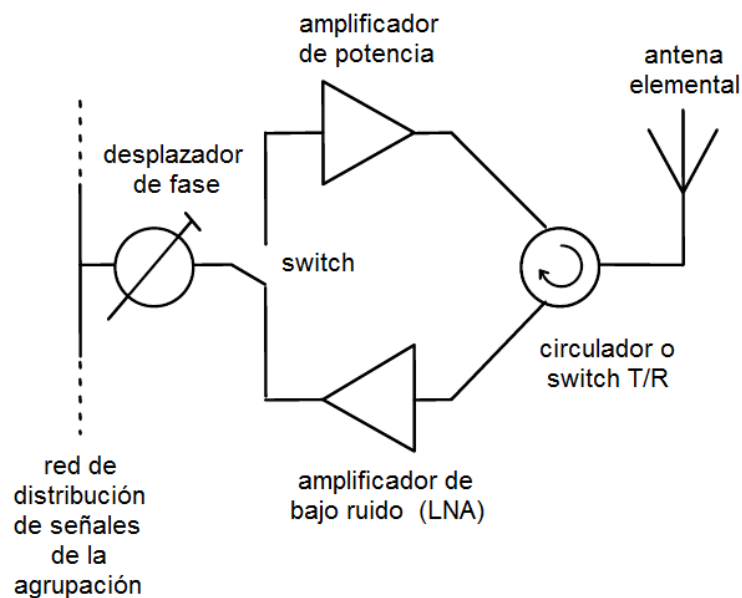 amplificador
de potencia
antena
elemental
desplazador
de fase
switch
circulador o
switch T/R
amplificador de
bajo ruido (LNA)
red de
distribución
de señales
de la
agrupación